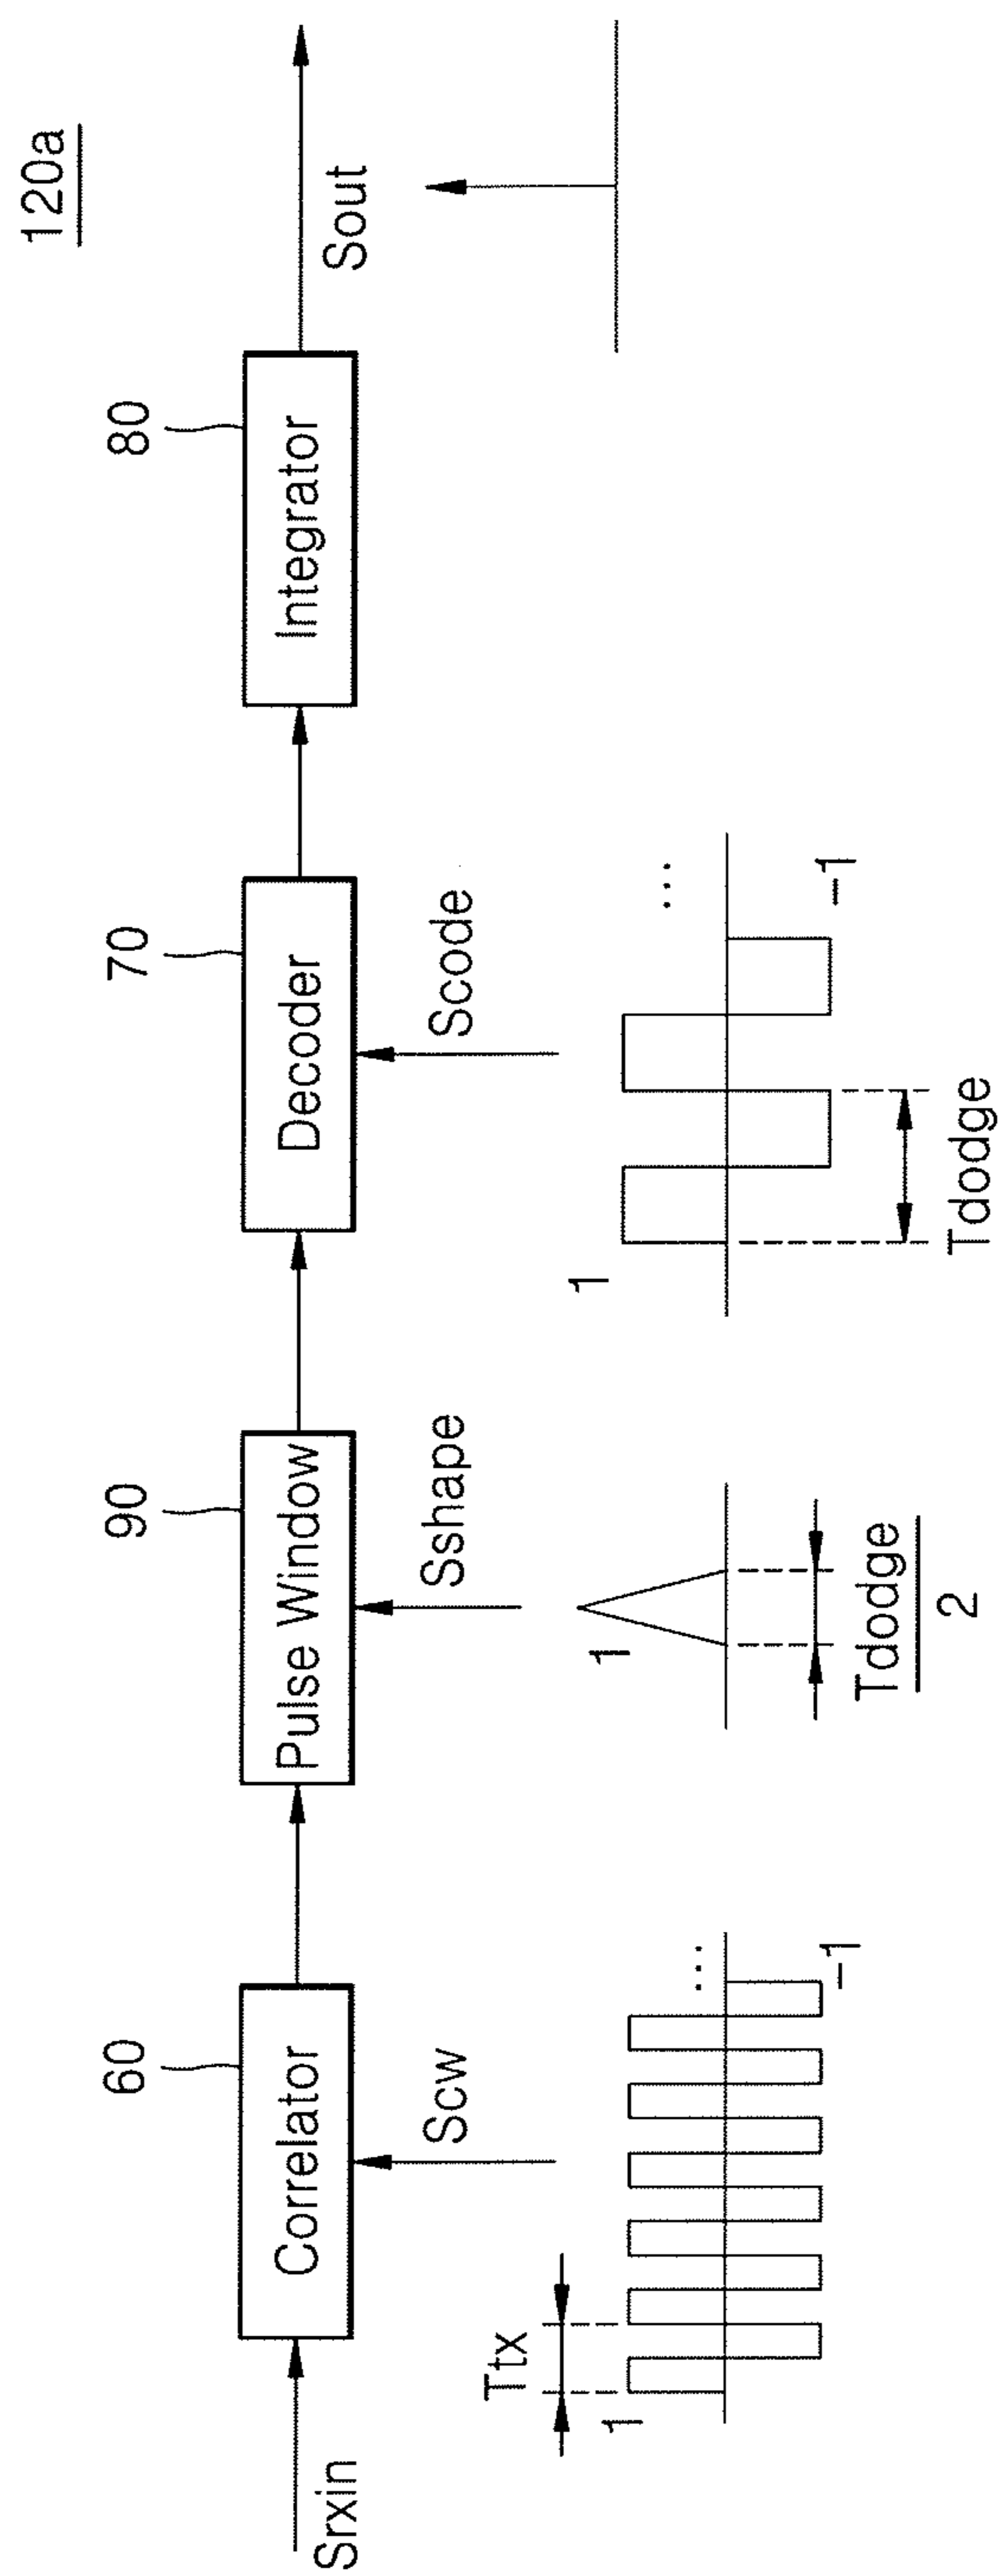 120a
60
90
70
80
Srxin
Correlator
Pulse Window
Decoder
Integrator
Sout
Scw
Sshape
Scode
Ttx
1
...
-1
1
Tdodge
2
1
...
-1
Tdodge